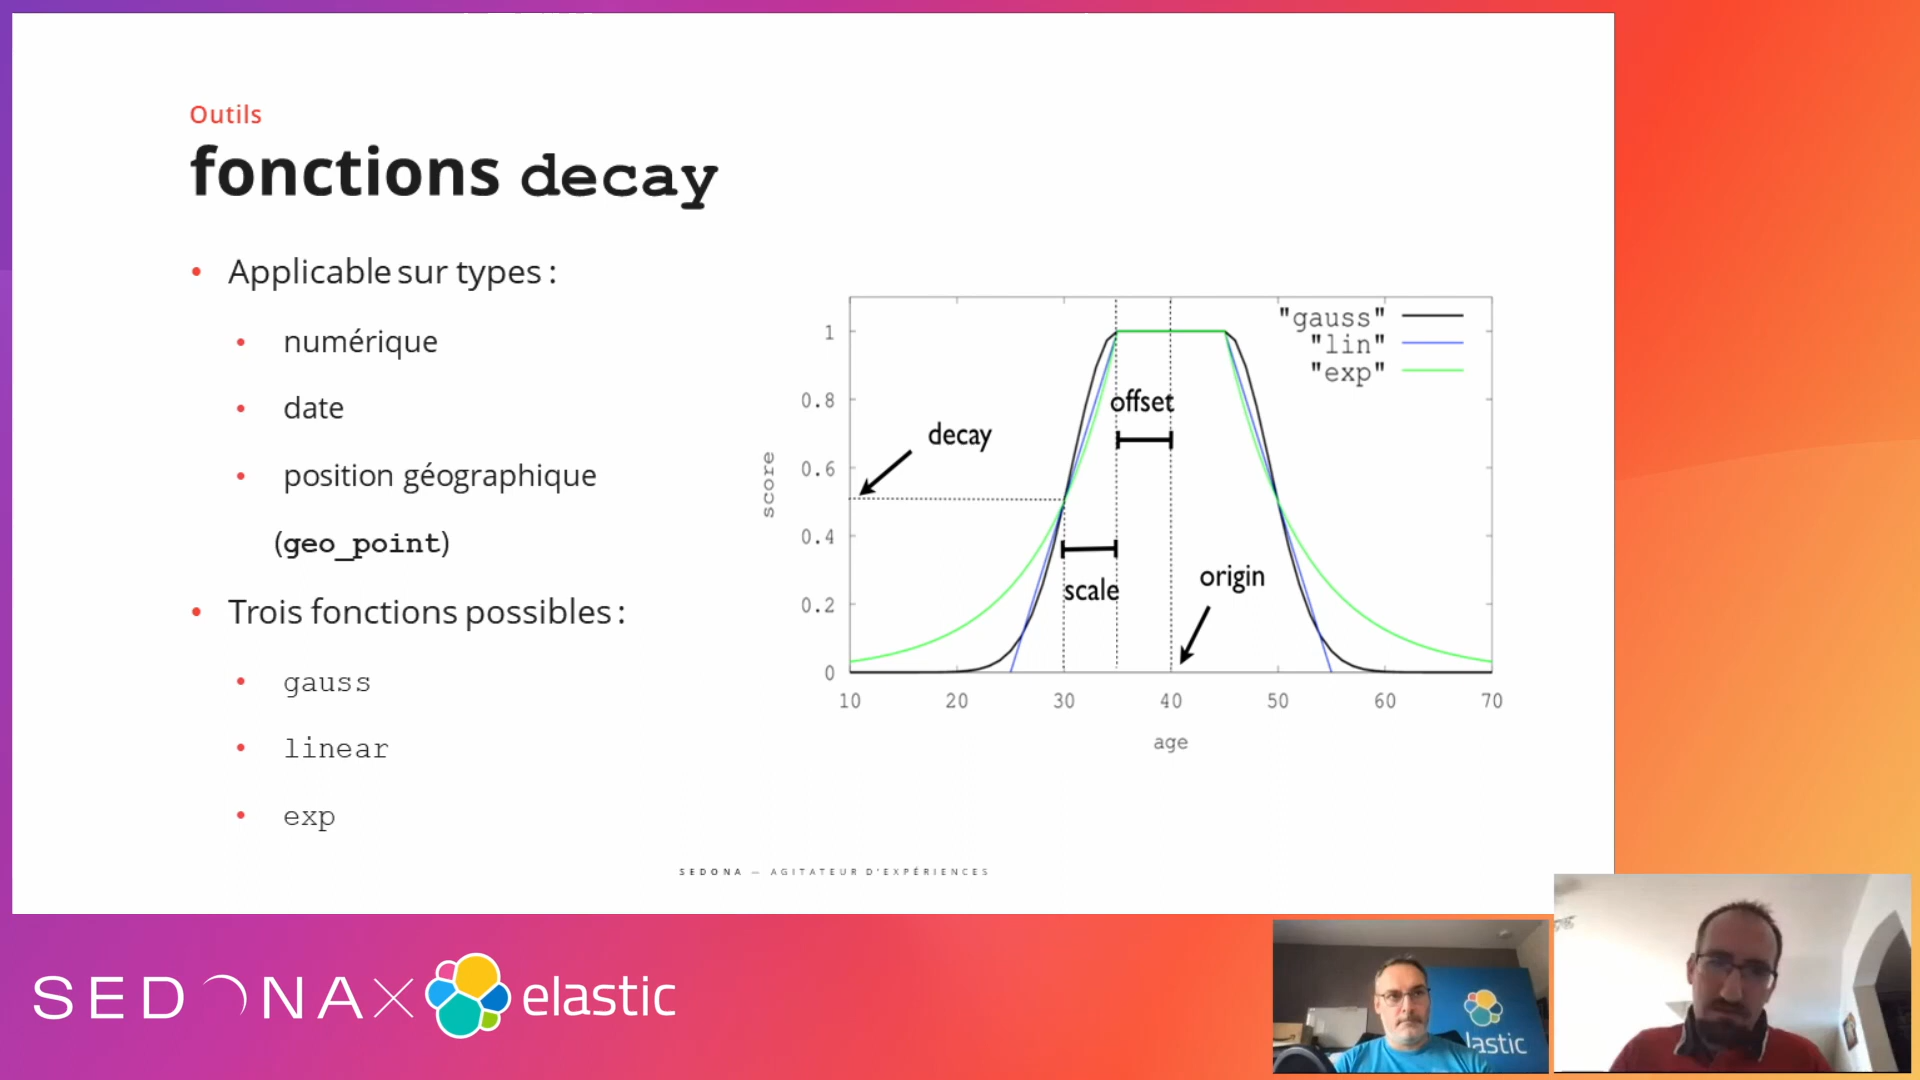 Outils
fonctions decay
• Applicable sur types :
• numérique
• date
• position géographique
(geo_point)
• Trois fonctions possibles :
• gauss
• linear
• exp
"gauss"
"lin"
"exp"
1
0.8
0.6
0.4
0.2
0
score
decay
offset
scale
origin
10 20 30 40 50 60 70
age
SEDONA — AGITATEUR D'EXPÉRIENCES
SEDONA X elastic
lastic